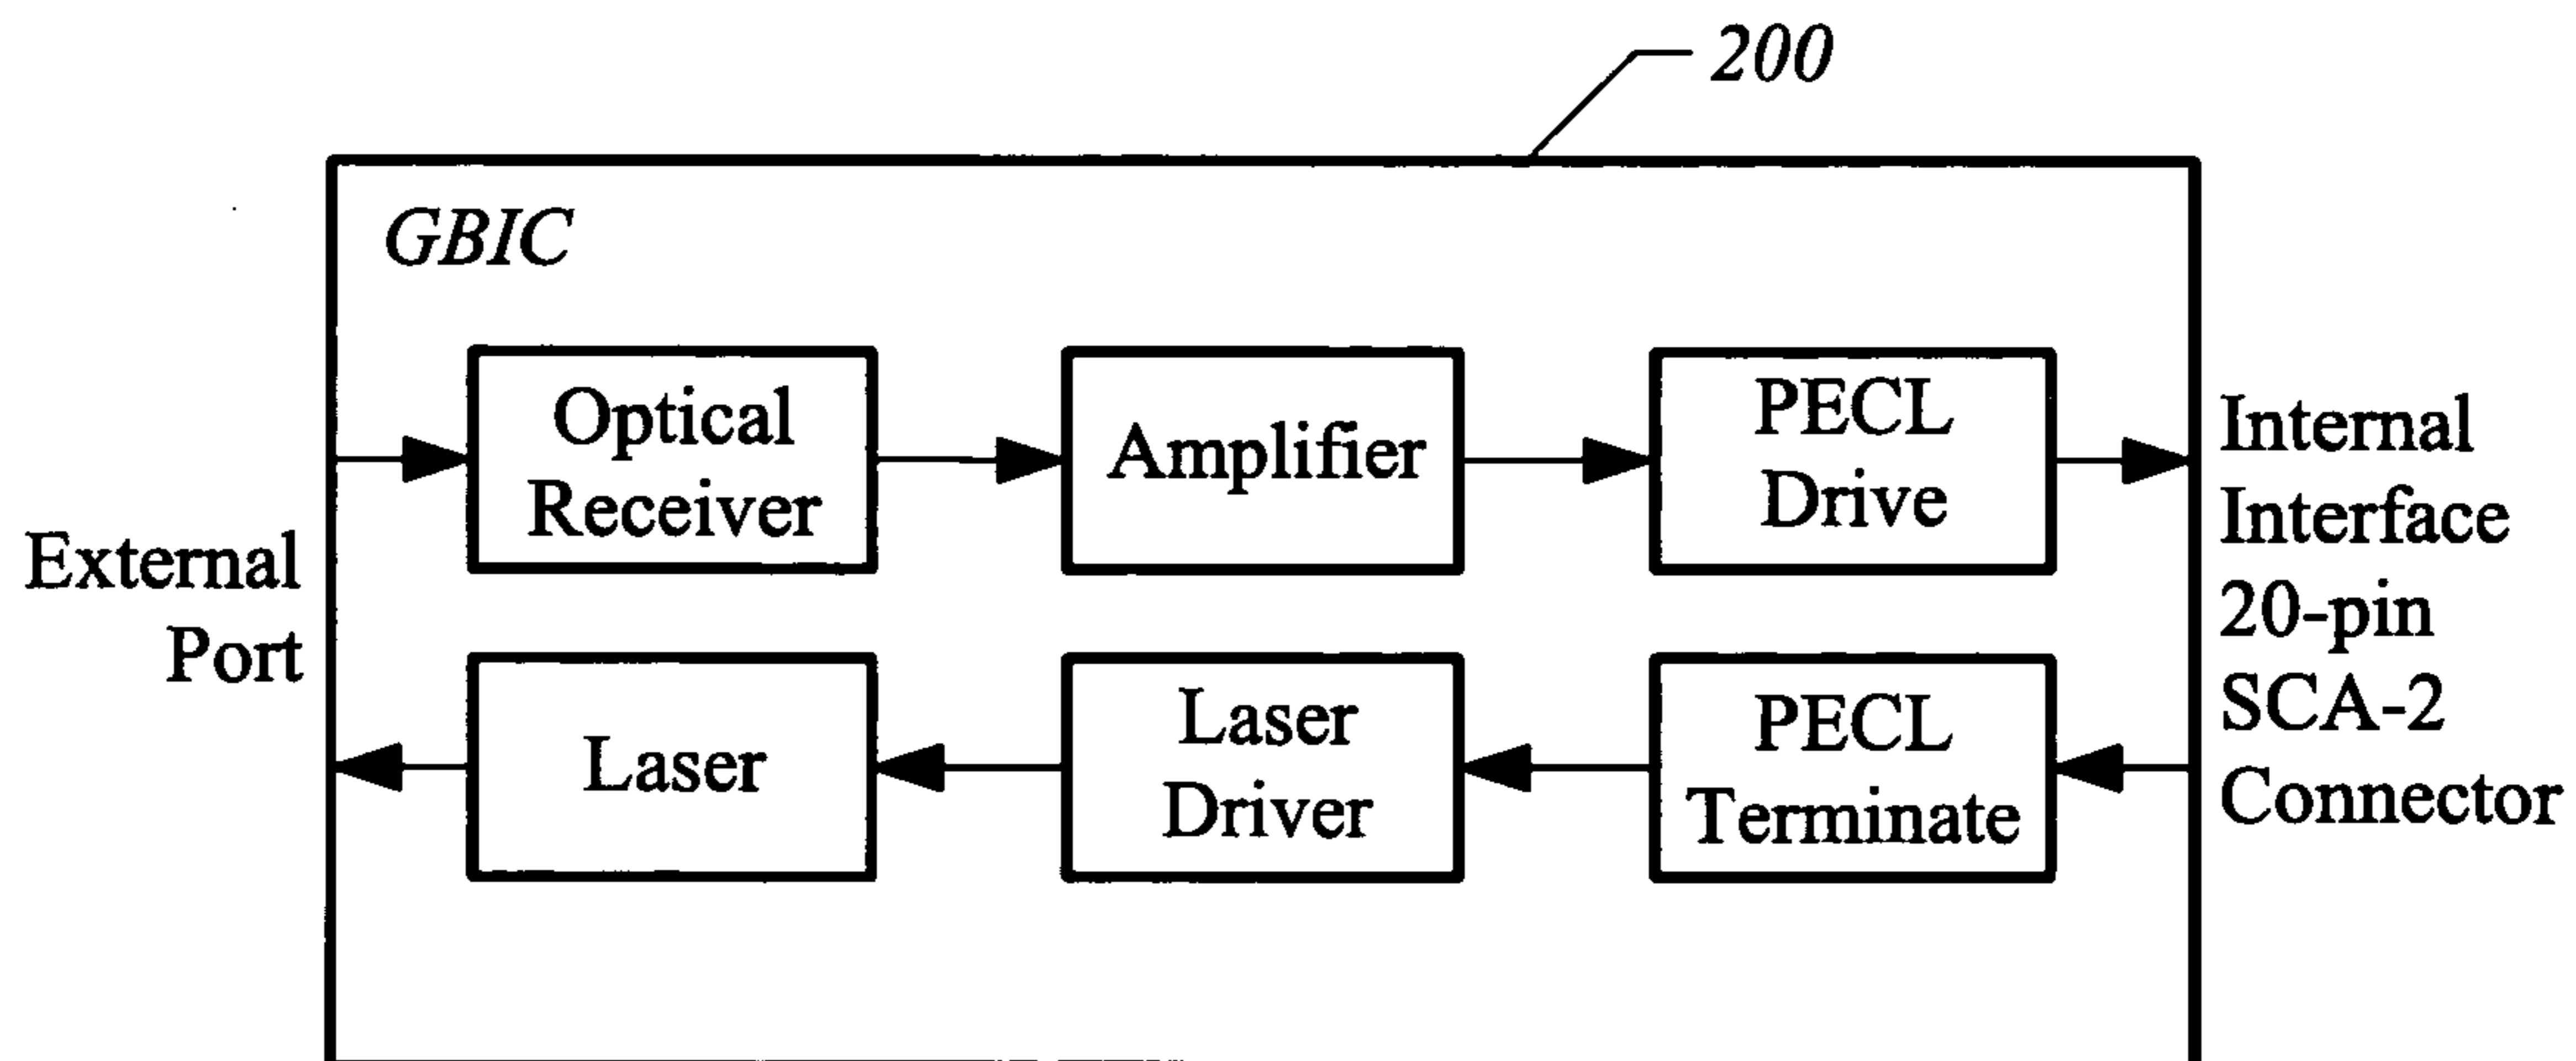 200
GBIC
Optical
Receiver
Amplifier
PECL
Drive
External
Port
Internal
Interface
20-pin
SCA-2
Connector
Laser
Laser
Driver
PECL
Terminate